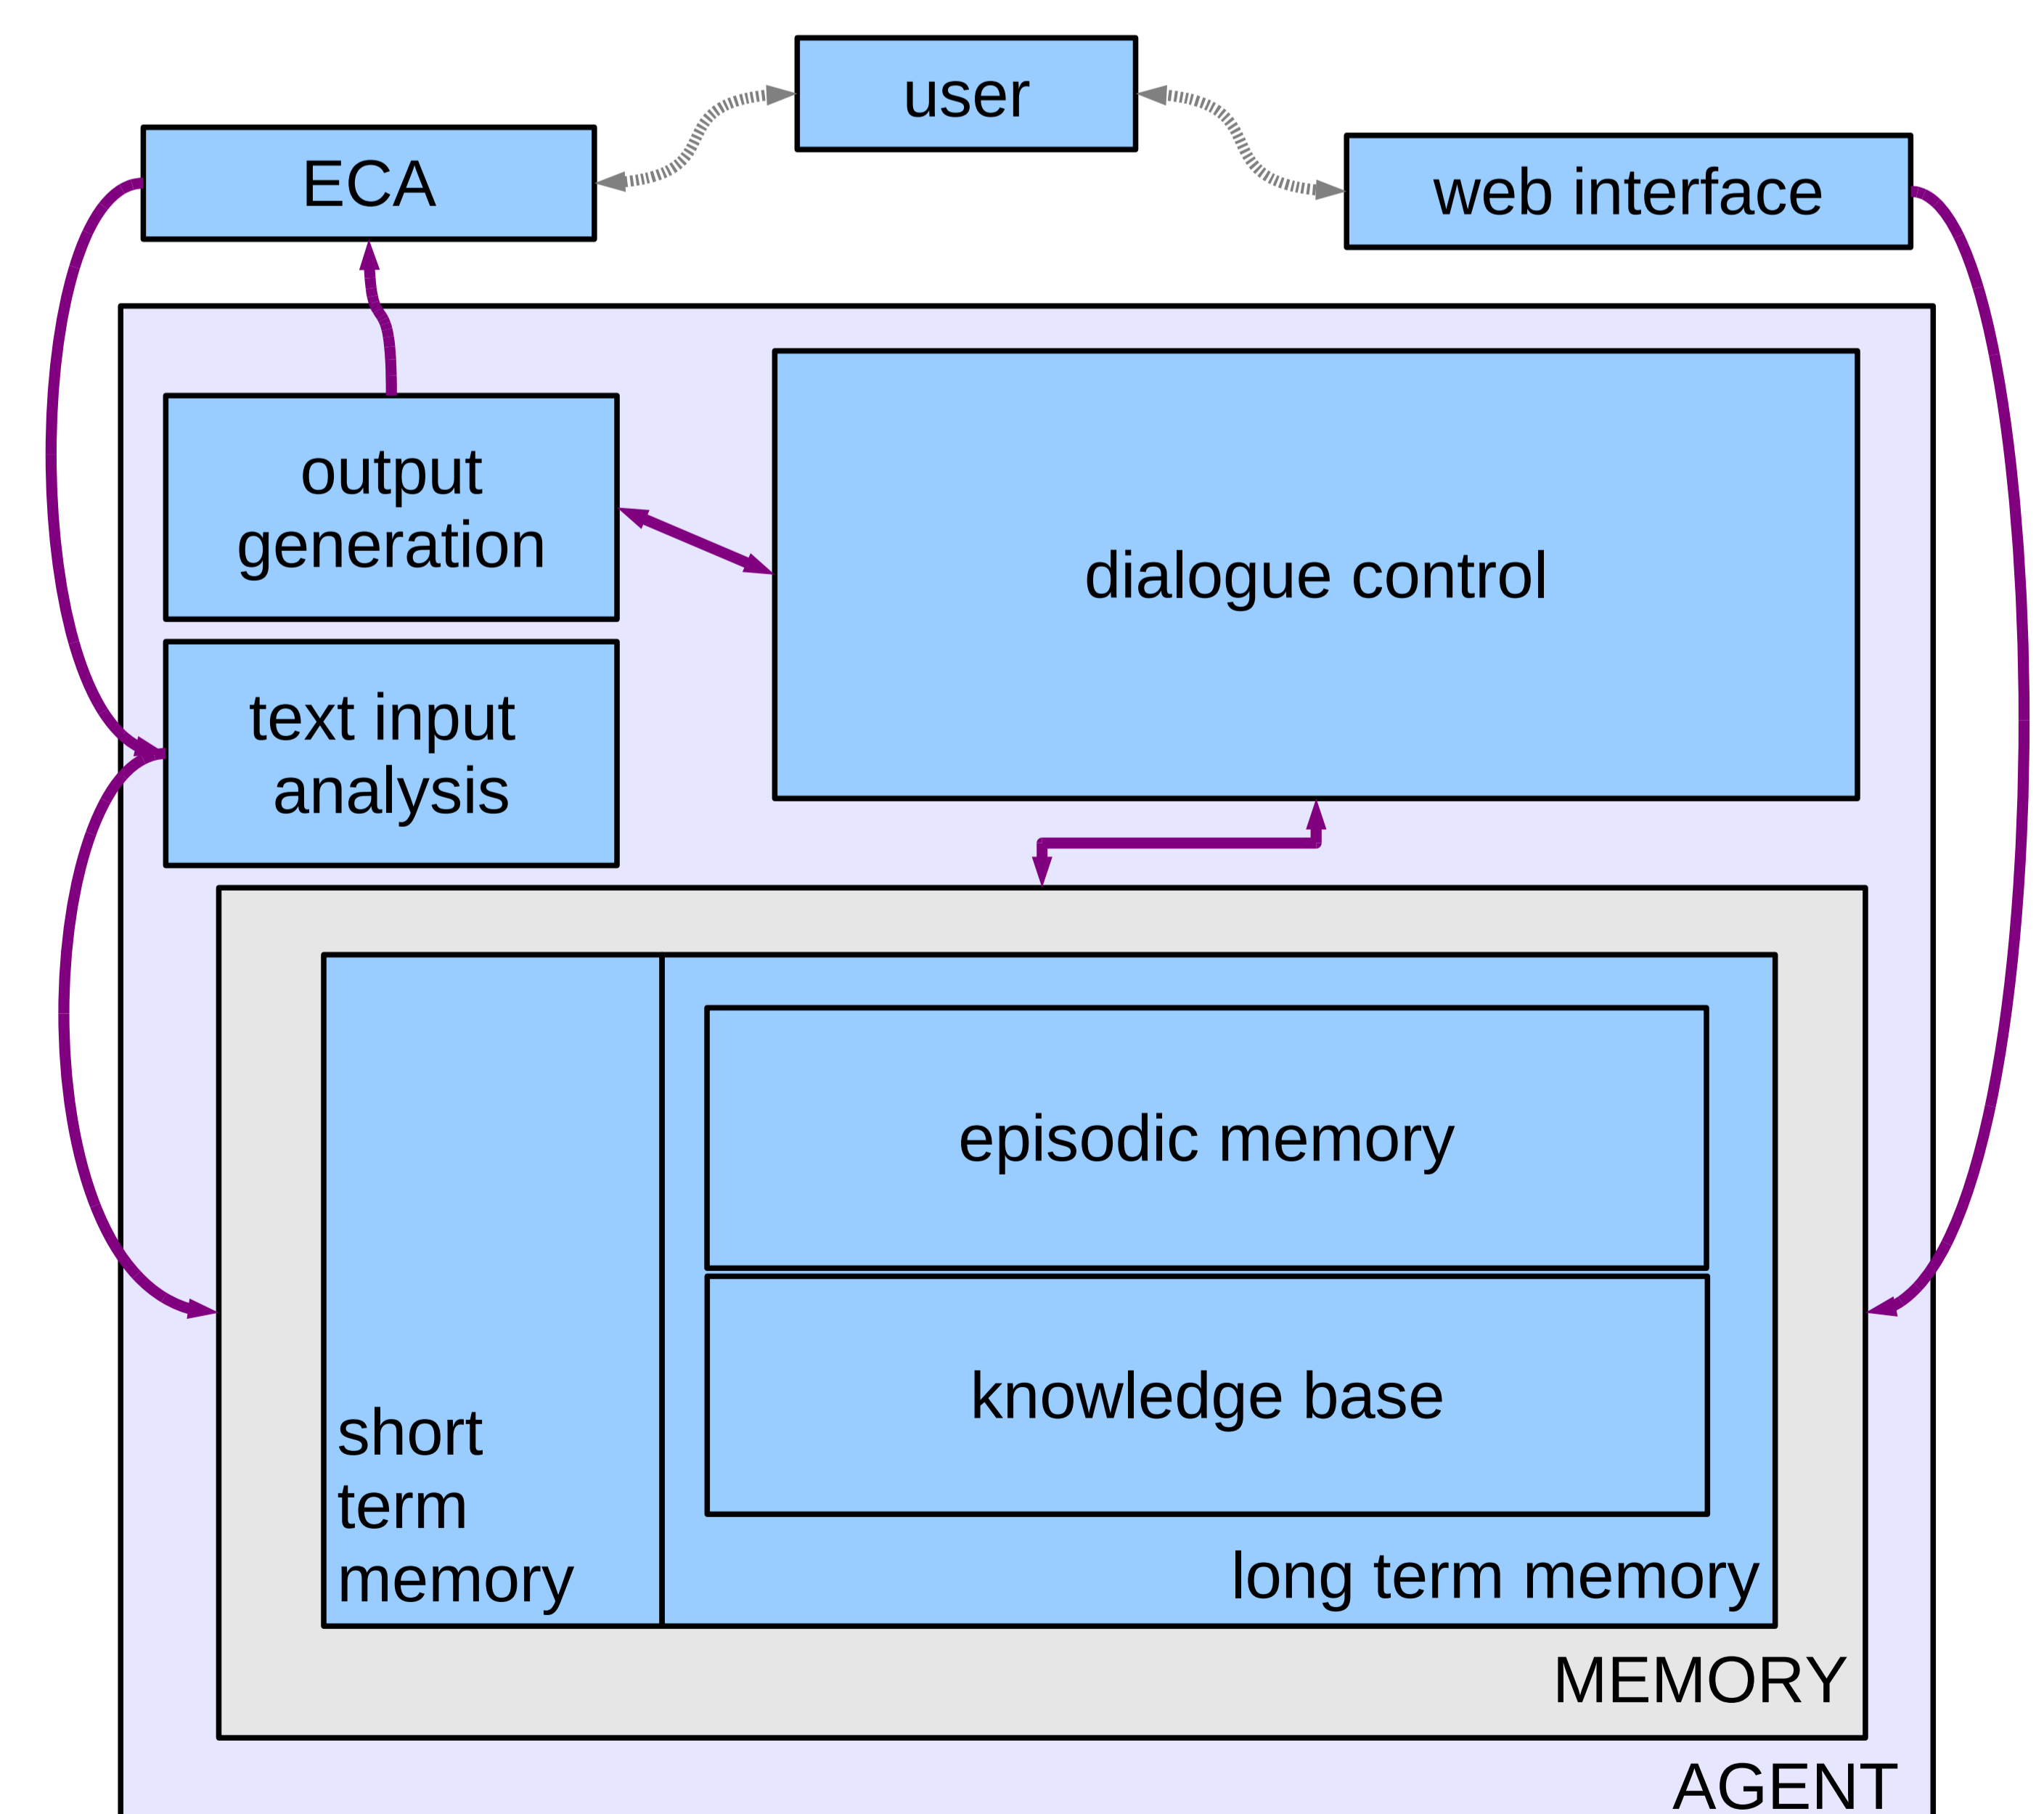 user
ECA
web interface
output
generation
dialogue control
text input
analysis
episodic memory
knowledge base
short
term
memory
long term memory
MEMORY
AGENT